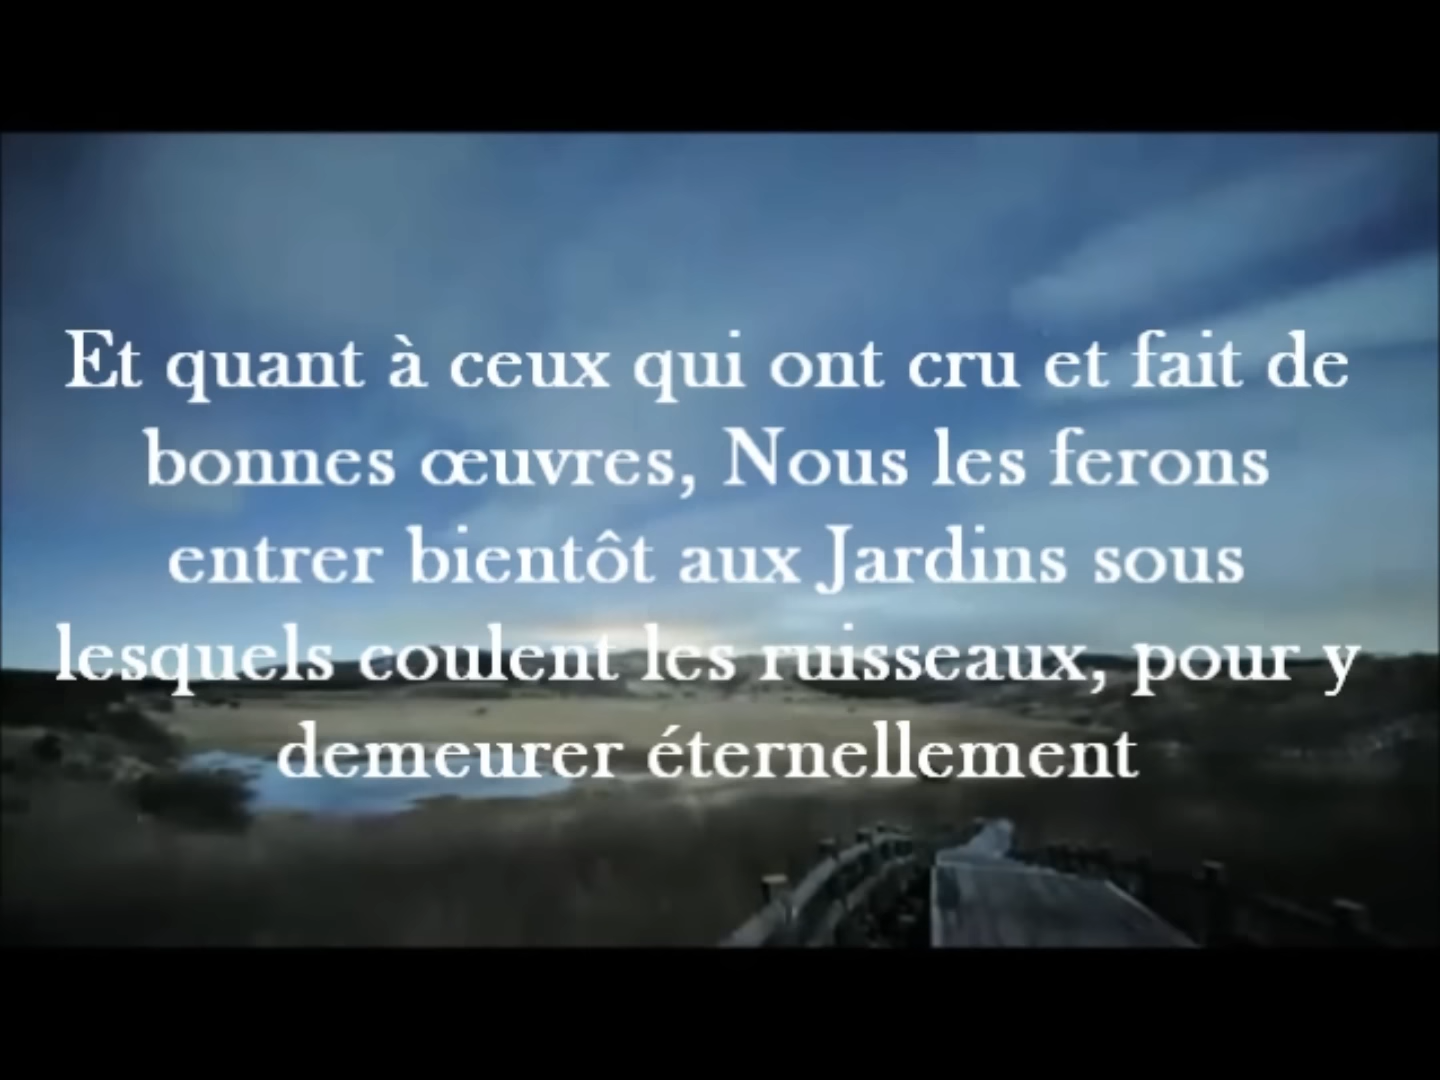 Et quant à ceux qui ont cru et fait de
bonnes œuvres, Nous les ferons
entrer bientôt aux Jardins sous
lesquels coulent les ruisseaux, pour y
demeurer éternellement